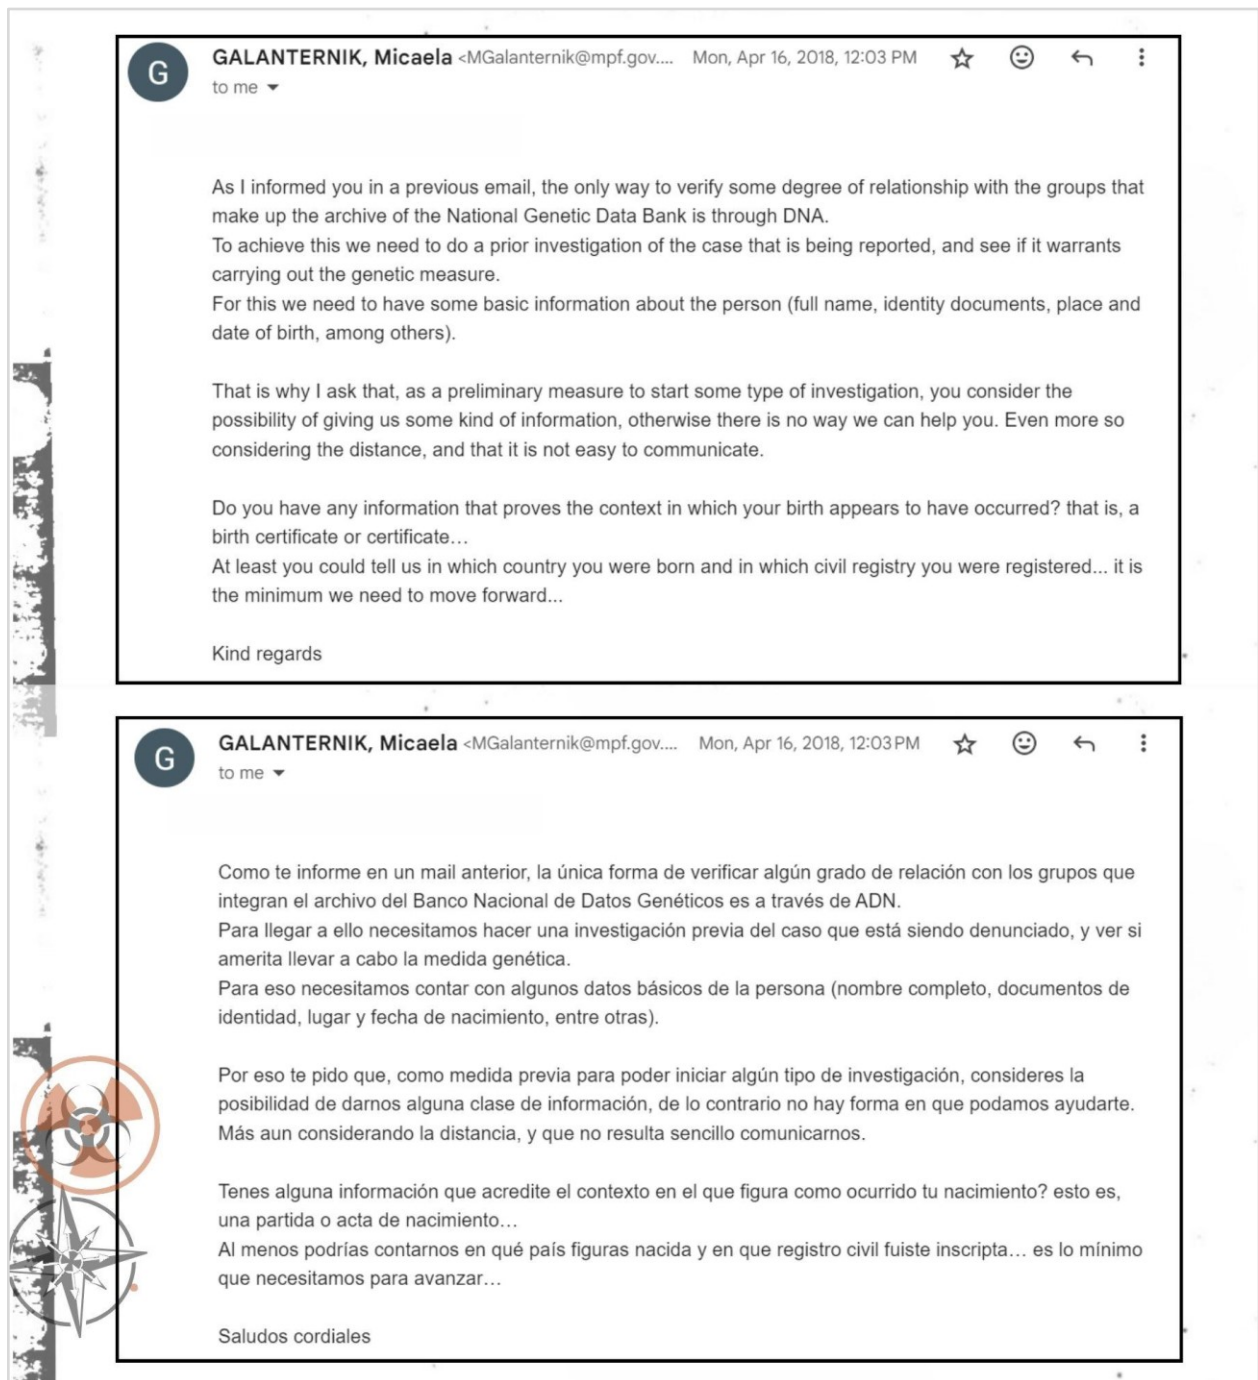 G
GALANTERNIK, Micaela <MGalanternik@mpf.gov.... Mon, Apr 16, 2018, 12:03 PM
to me
As I informed you in a previous email, the only way to verify some degree of relationship with the groups that
make up the archive of the National Genetic Data Bank is through DNA.
To achieve this we need to do a prior investigation of the case that is being reported, and see if it warrants
carrying out the genetic measure.
For this we need to have some basic information about the person (full name, identity documents, place and
date of birth, among others).
That is why I ask that, as a preliminary measure to start some type of investigation, you consider the
possibility of giving us some kind of information, otherwise there is no way we can help you. Even more so
considering the distance, and that it is not easy to communicate.
Do you have any information that proves the context in which your birth appears to have occurred? that is, a
birth certificate or certificate…
At least you could tell us in which country you were born and in which civil registry you were registered... it is
the minimum we need to move forward...
Kind regards
G
GALANTERNIK, Micaela <MGalanternik@mpf.gov.... Mon, Apr 16, 2018, 12:03 PM
to me
Como te informe en un mail anterior, la única forma de verificar algún grado de relación con los grupos que
integran el archivo del Banco Nacional de Datos Genéticos es a través de ADN.
Para llegar a ello necesitamos hacer una investigación previa del caso que está siendo denunciado, y ver si
amerita llevar a cabo la medida genética.
Para eso necesitamos contar con algunos datos básicos de la persona (nombre completo, documentos de
identidad, lugar y fecha de nacimiento, entre otras).
Por eso te pido que, como medida previa para poder iniciar algún tipo de investigación, consideres la
posibilidad de darnos alguna clase de información, de lo contrario no hay forma en que podamos ayudarte.
Más aun considerando la distancia, y que no resulta sencillo comunicarnos.
Tenes alguna información que acredite el contexto en el que figura como ocurrido tu nacimiento? esto es,
una partida o acta de nacimiento…
Al menos podrías contarnos en qué país figuras nacida y en que registro civil fuiste inscripta… es lo mínimo
que necesitamos para avanzar…
Saludos cordiales